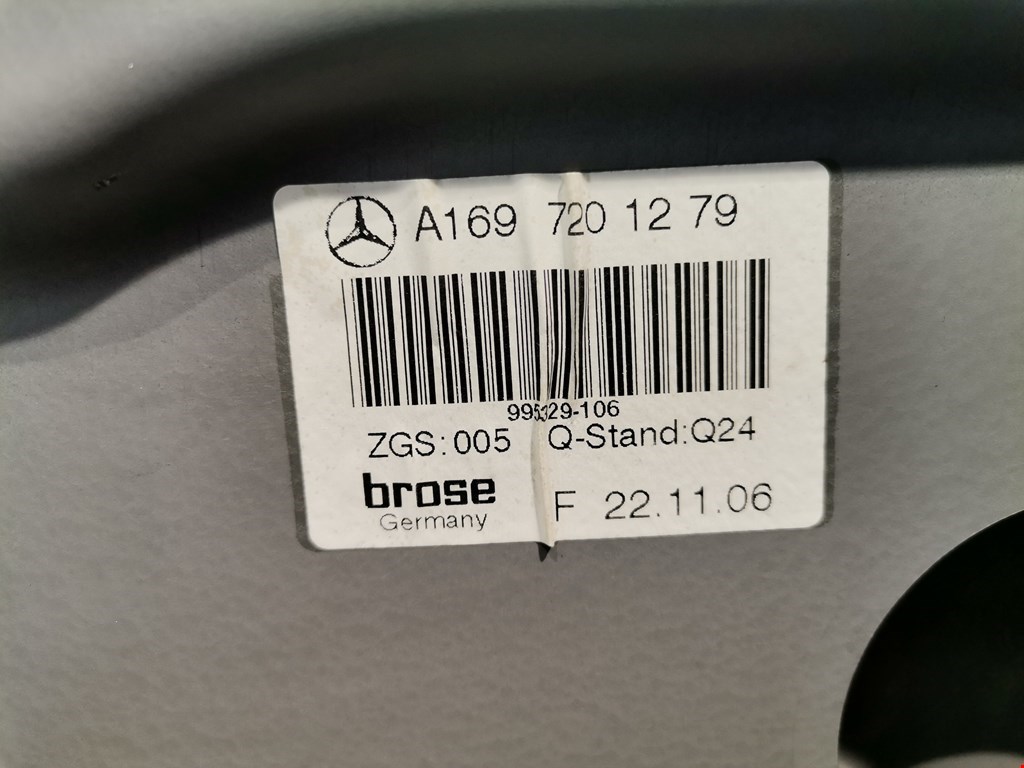 A169 720 12 79
ZGS:005 Q-Stand:Q24
brose
Germany
F 22.11.06